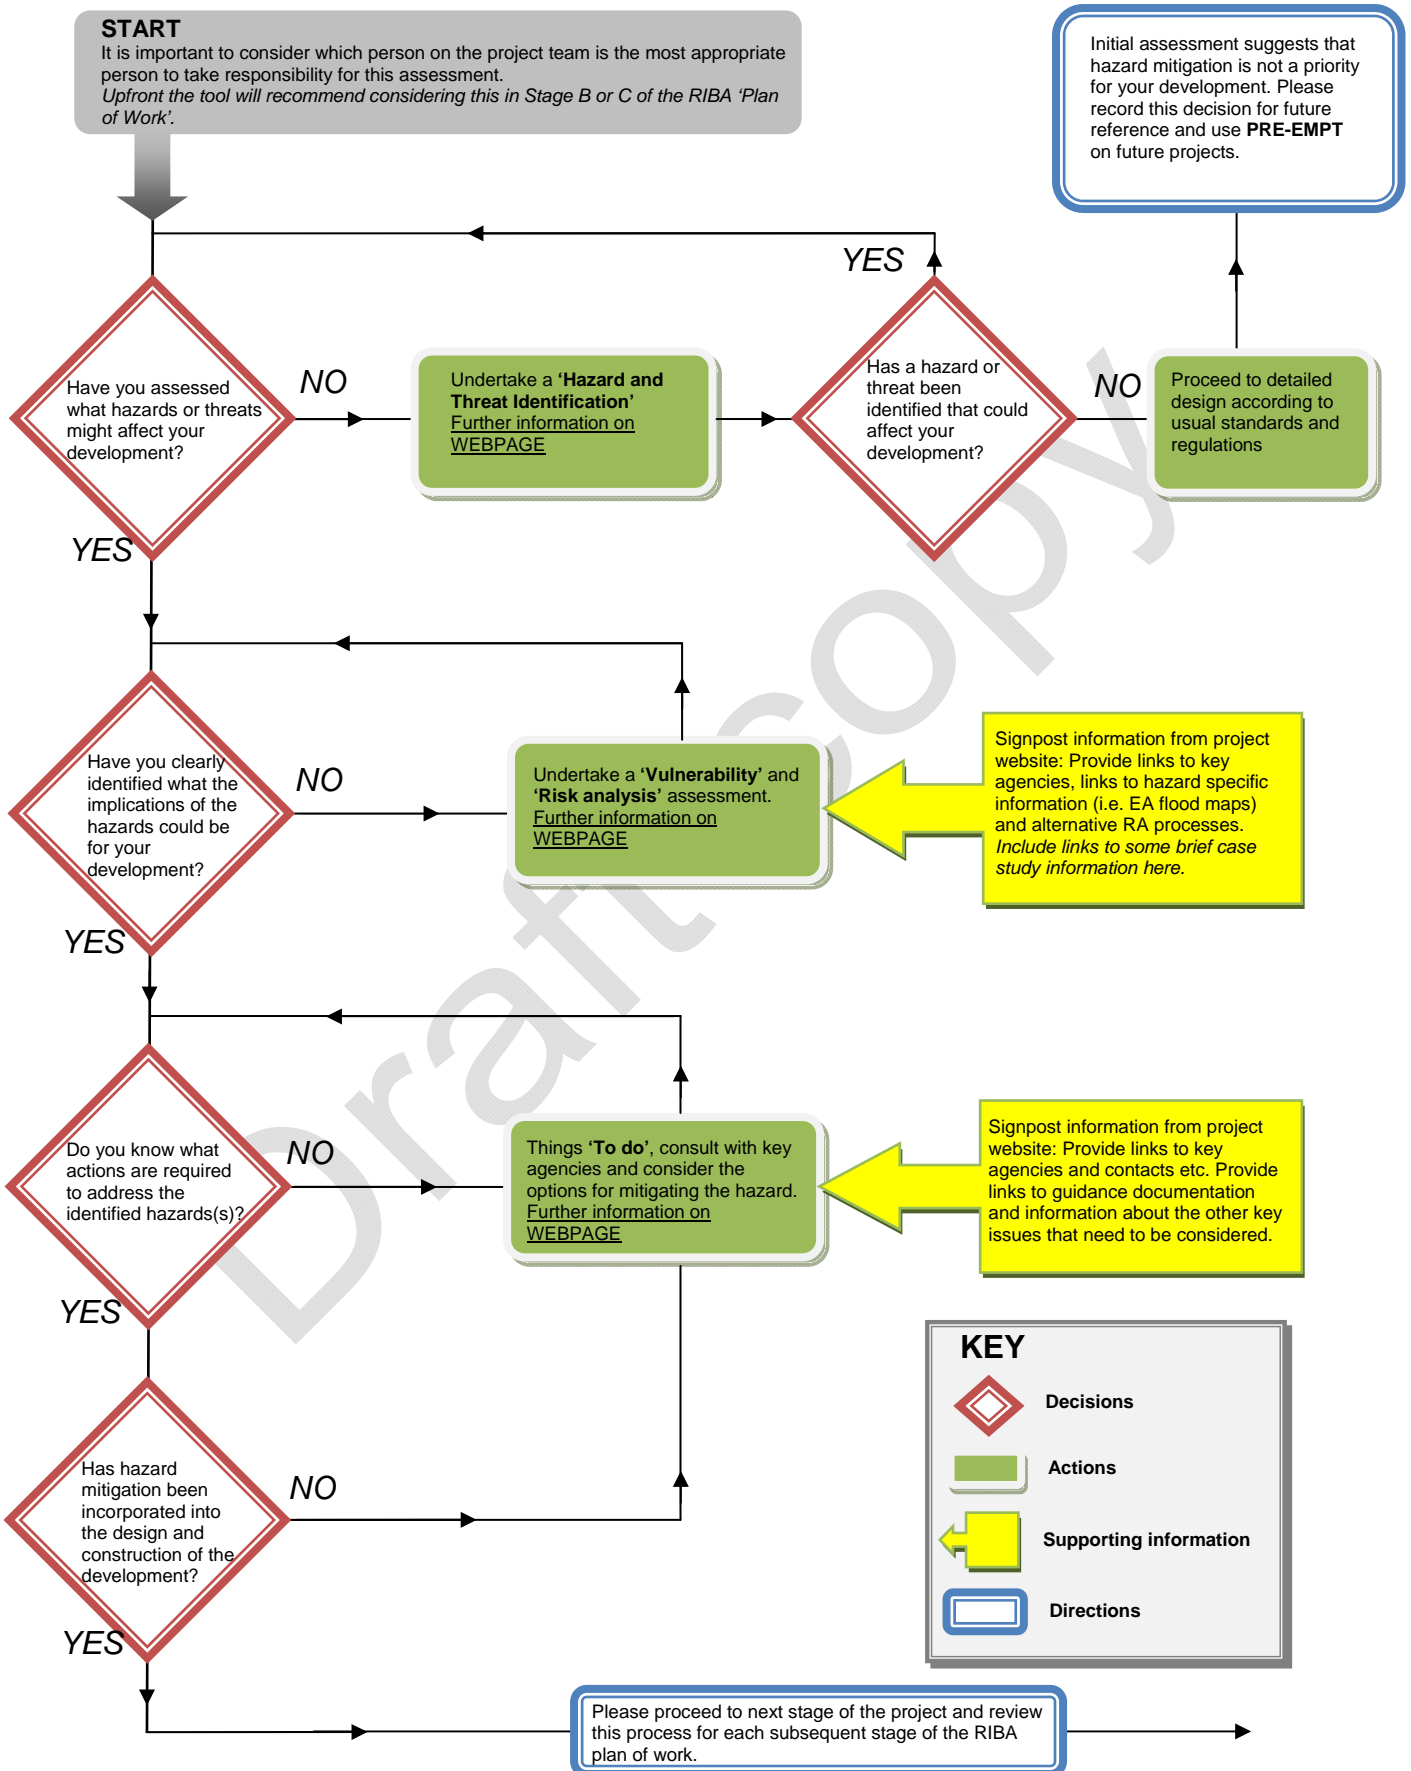 START
It is important to consider which person on the project team is the most appropriate
person to take responsibility for this assessment.
Upfront the tool will recommend considering this in Stage B or C of the RIBA ‘Plan
of Work’.
Initial assessment suggests that
hazard mitigation is not a priority
for your development. Please
record this decision for future
reference and use PRE-EMPT
on future projects.
YES
Have you assessed
what hazards or threats
might affect your
development?
NO
Undertake a ‘Hazard and
Threat Identification’
Further information on
WEBPAGE
Has a hazard or
threat been
identified that could
affect your
development?
NO
Proceed to detailed
design according to
usual standards and
regulations
YES
Have you clearly
identified what the
implications of the
hazards could be
for your
development?
NO
Undertake a ‘Vulnerability’ and
‘Risk analysis’ assessment.
Further information on
WEBPAGE
Signpost information from project
website: Provide links to key
agencies, links to hazard specific
information (i.e. EA flood maps)
and alternative RA processes.
Include links to some brief case
study information here.
YES
Do you know what
actions are required
to address the
identified hazards(s)?
NO
Things ‘To do’, consult with key
agencies and consider the
options for mitigating the hazard.
Further information on
WEBPAGE
Signpost information from project
website: Provide links to key
agencies and contacts etc. Provide
links to guidance documentation
and information about the other key
issues that need to be considered.
YES
Has hazard
mitigation been
incorporated into
the design and
construction of the
development?
NO
KEY
Decisions
Actions
Supporting information
Directions
YES
Please proceed to next stage of the project and review
this process for each subsequent stage of the RIBA
plan of work.
Draft copy